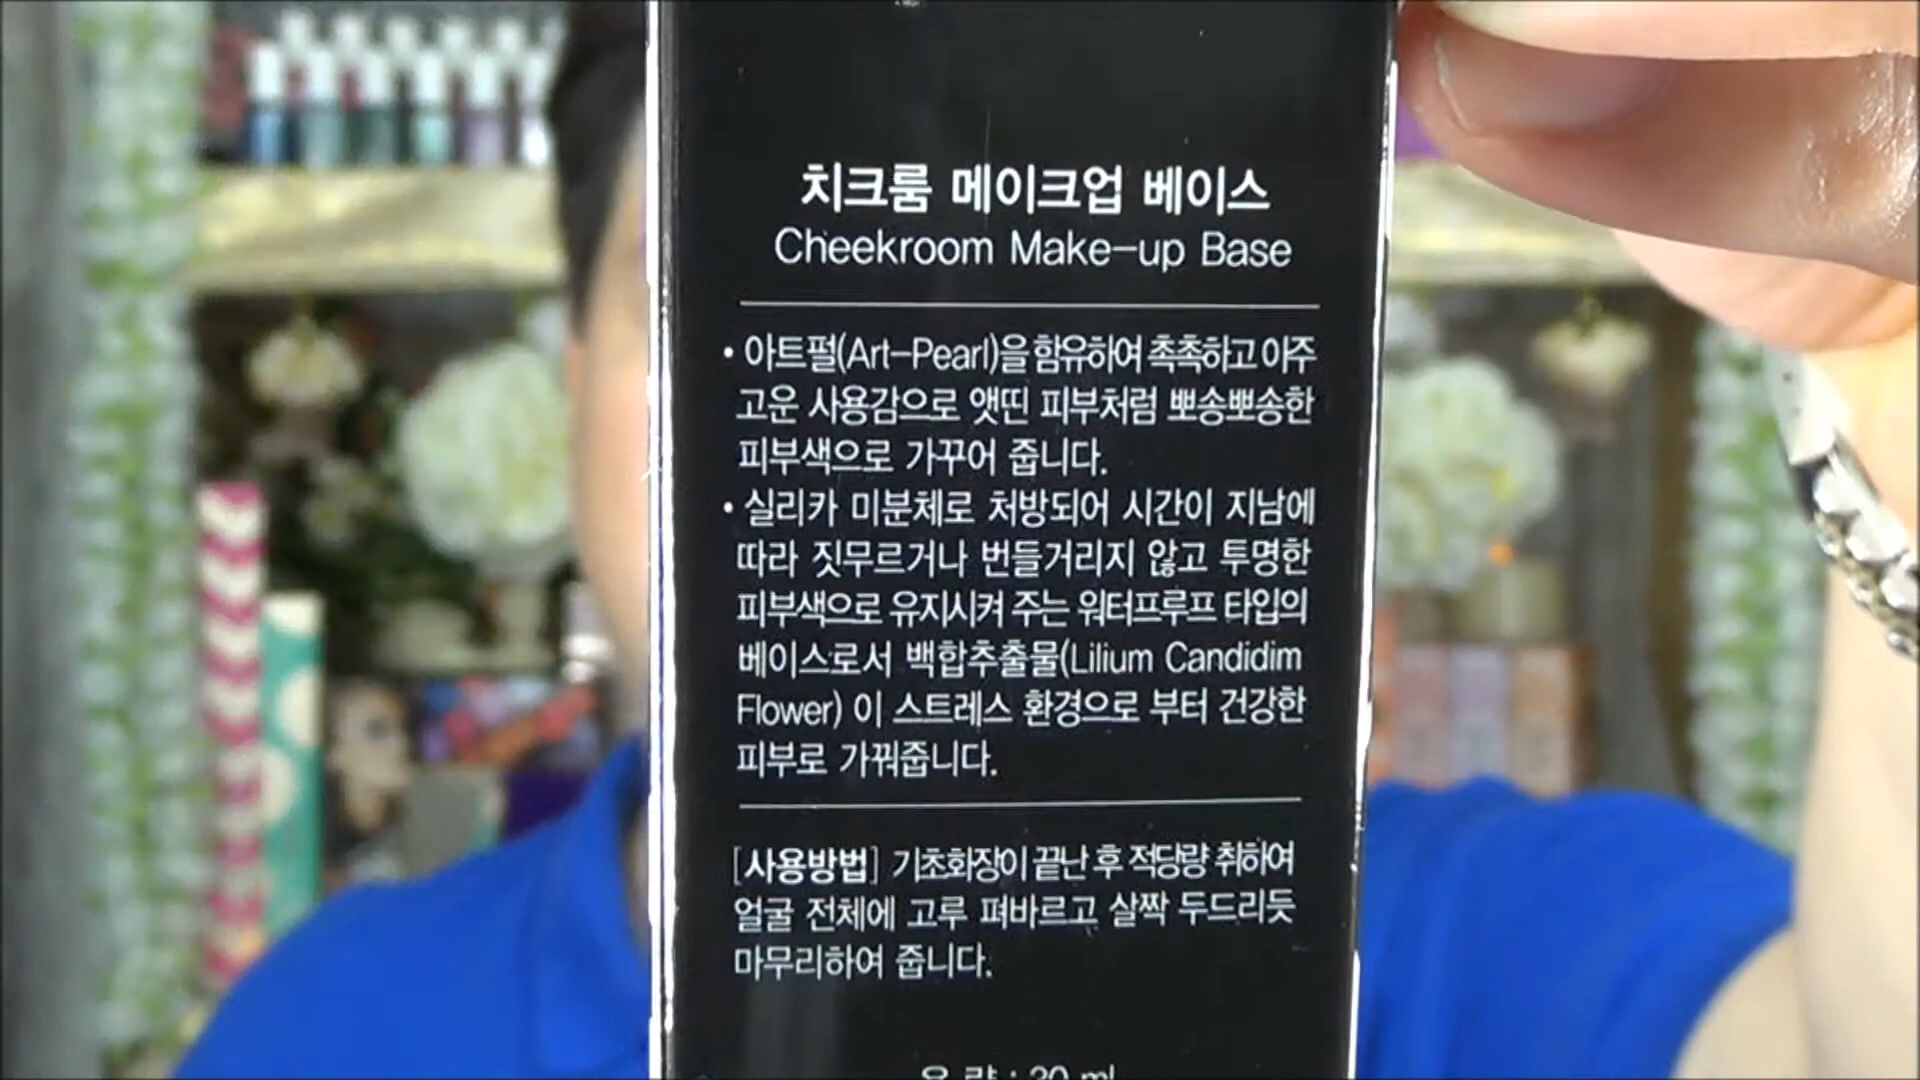 치크룸 메이크업 베이스
Cheekroom Make-up Base
• 아트펄(Art-Pearl)을 함유하여 촉촉하고 아주
고운 사용감으로 앳띤 피부처럼 뽀송뽀송한
피부색으로 가꾸어 줍니다.
• 실리카 미분체로 처방되어 시간이 지남에
따라 짓무르거나 번들거리지 않고 투명한
피부색으로 유지시켜 주는 워터프루프 타입의
베이스로서 백합추출물(Lilium Candidim
Flower) 이 스트레스 환경으로 부터 건강한
피부로 가꿔줍니다.
[사용방법] 기초화장이 끝난 후 적당량 취하여
얼굴 전체에 고루 펴바르고 살짝 두드리듯
마무리하여 줍니다.
용 량 : 30 ml